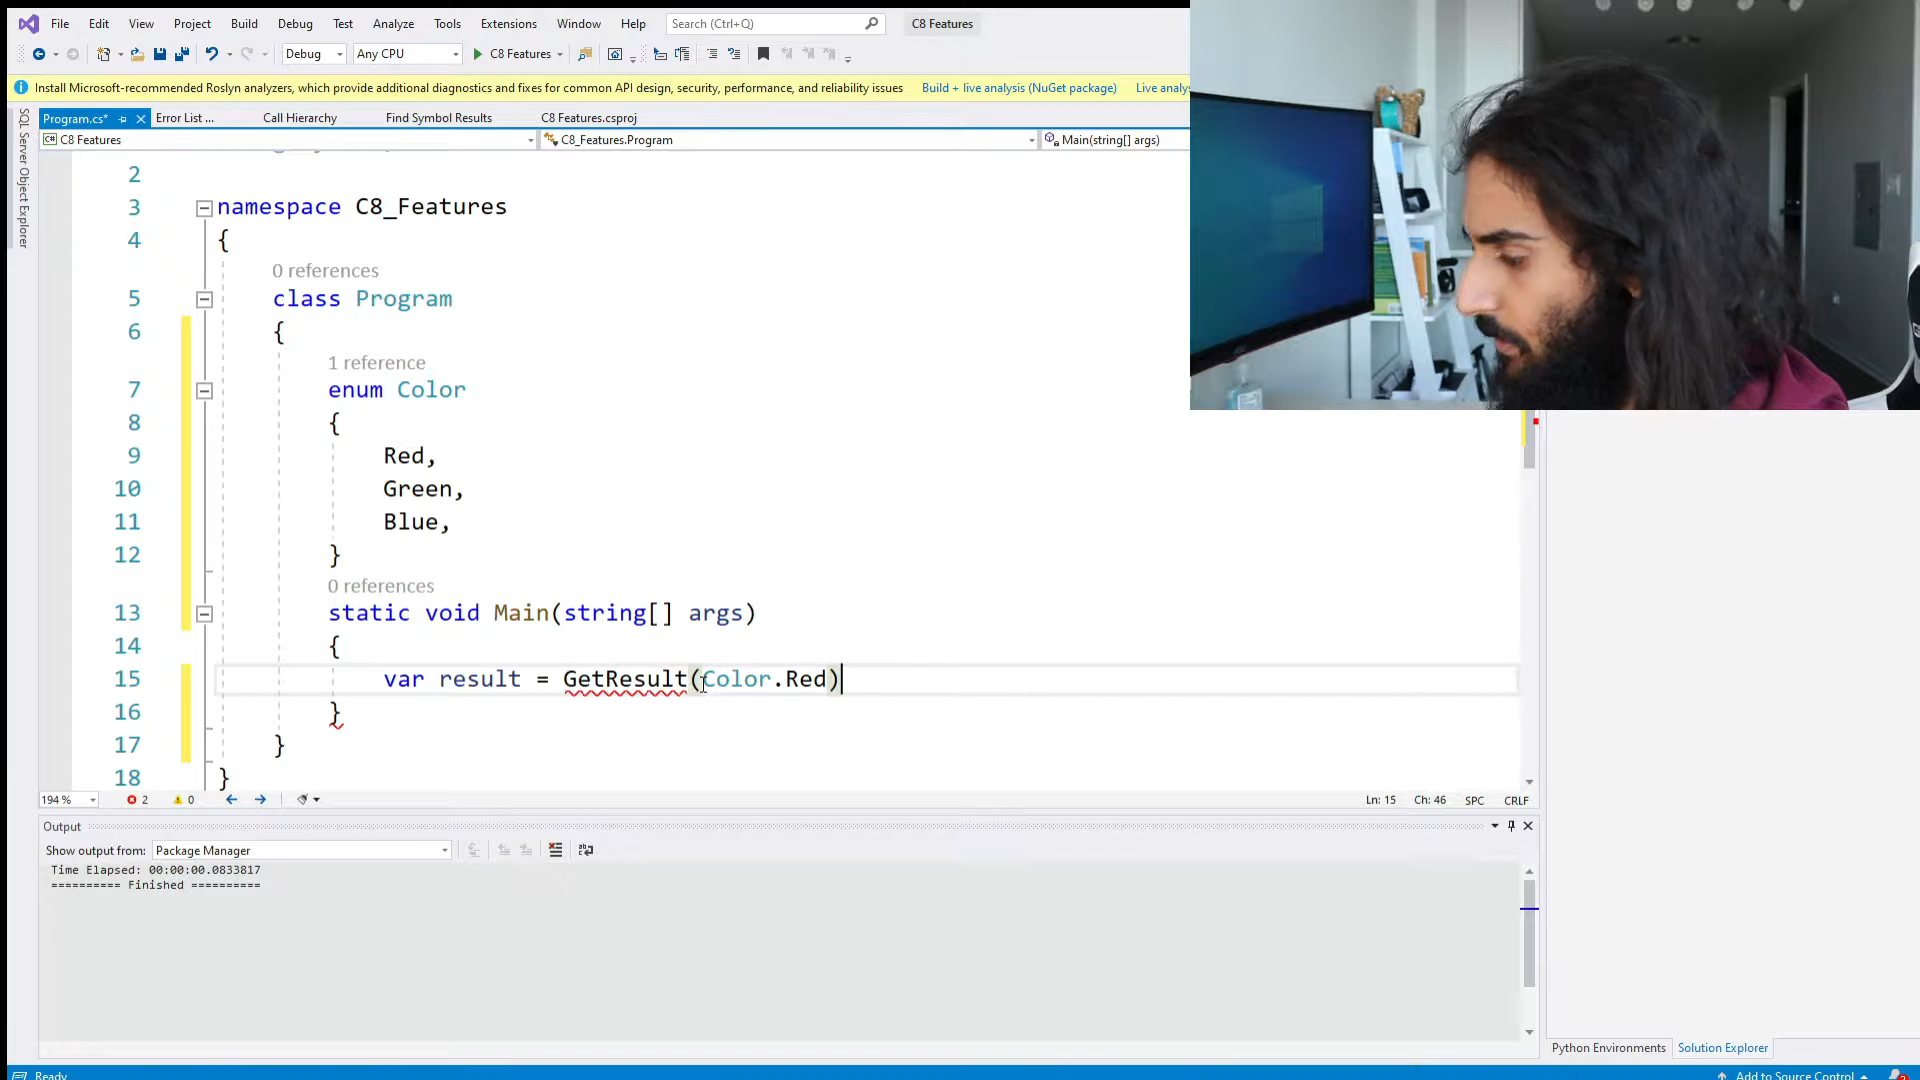 File Edit View Project Build Debug Test Analyze Tools Extensions Window Help Search (Ctrl+Q) C8 Features
Debug Any CPU C8 Features
Install Microsoft-recommended Roslyn analyzers, which provide additional diagnostics and fixes for common API design, security, performance, and reliability issues Build + live analysis (NuGet package) Live analy
Program.cs* Error List ... Call Hierarchy Find Symbol Results C8 Features.csproj
C8 Features C8_Features.Program Main(string[] args)
SQL Server Object Explorer
2
3 namespace C8_Features
4 {
0 references
5 class Program
6 {
1 reference
7 enum Color
8 {
9 Red,
10 Green,
11 Blue,
12 }
0 references
13 static void Main(string[] args)
14 {
15 var result = GetResult(Color.Red)
16 }
17 }
18 }
194 % 2 0 Ln: 15 Ch: 46 SPC CRLF
Output
Show output from: Package Manager
Time Elapsed: 00:00:00.0833817
========== Finished ==========
Python Environments Solution Explorer
Ready Add to Source Control